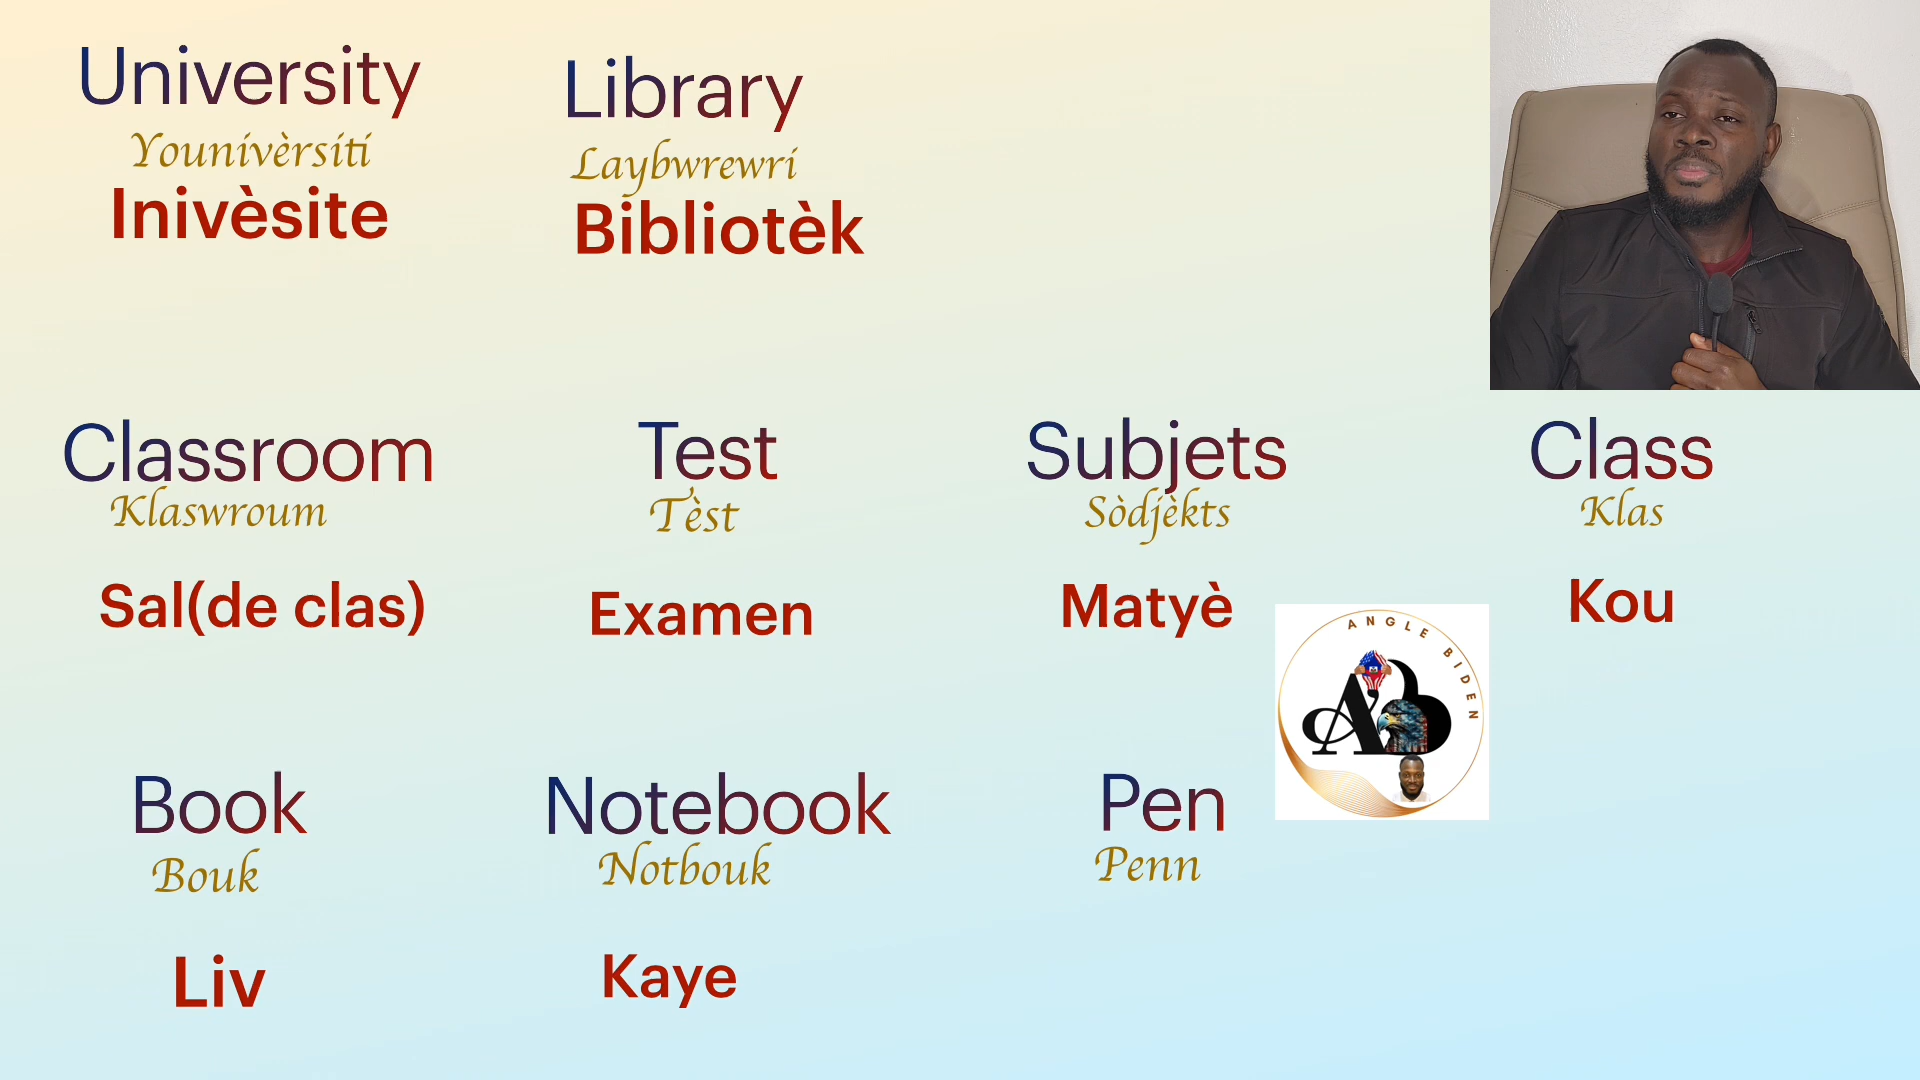 University
Younivèrsiti
Inivèsite
Library
Laybwrewri
Bibliotèk
Classroom
Klaswroum
Sal(de clas)
Test
Tèst
Examen
Subjets
Sòdjèkts
Matyè
Class
Klas
Kou
Book
Bouk
Liv
Notebook
Notbouk
Kaye
Pen
Penn
ANGLE BIDEN
AB